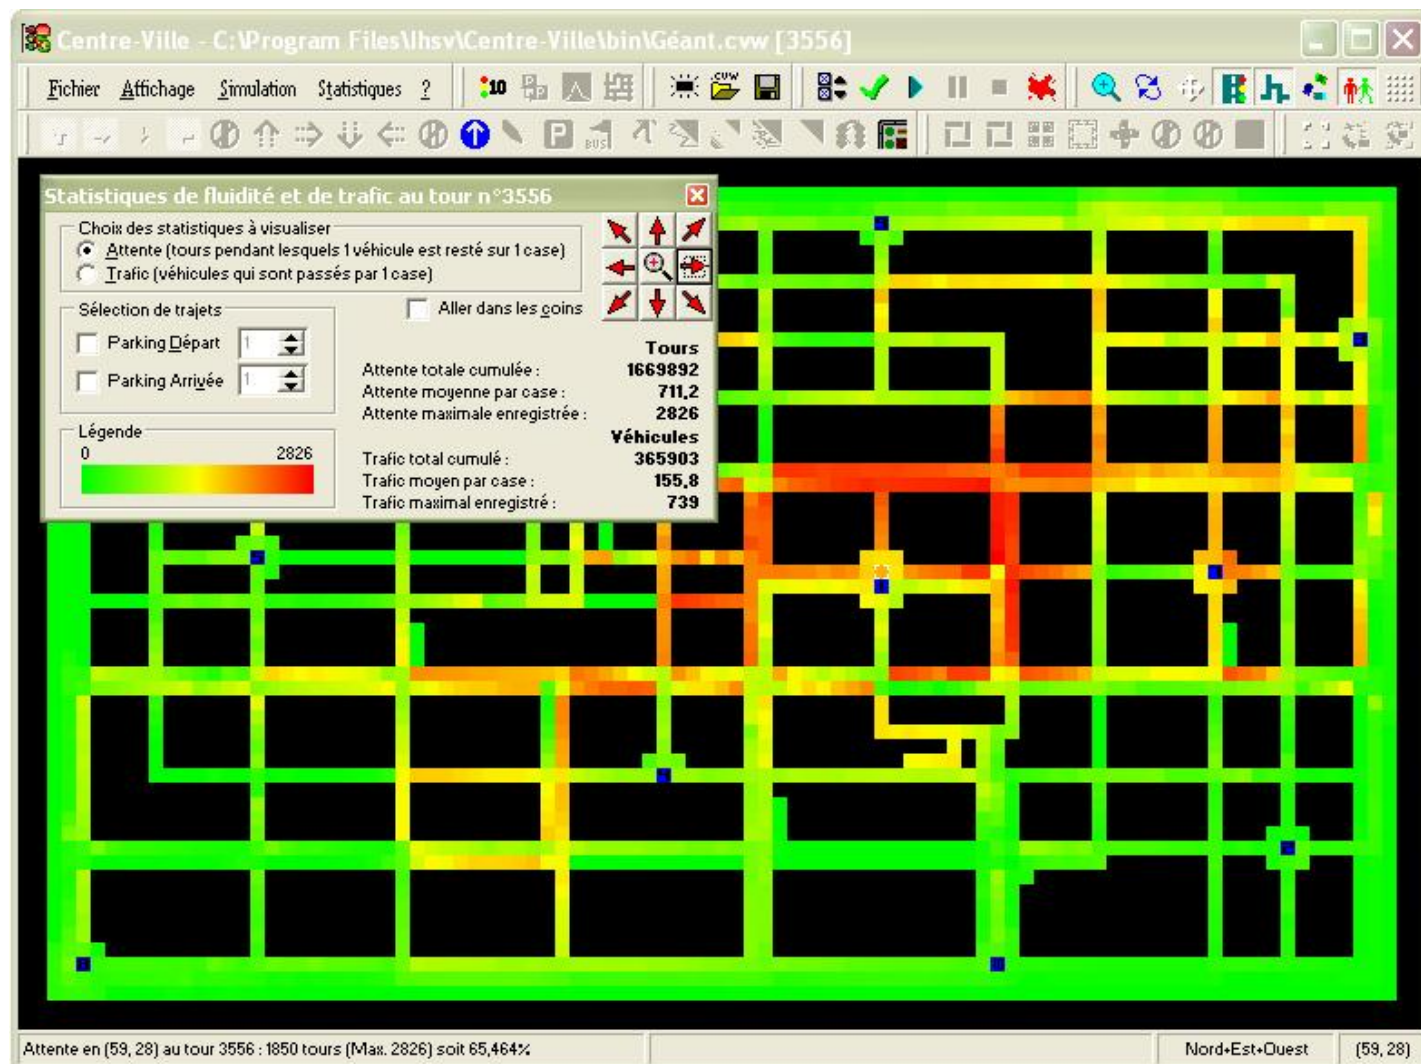 Centre-Ville - C:\Program Files\lhsv\Centre-Ville\bin\Géant.cvw [3556]
Fichier Affichage Simulation Statistiques ?
10
CVW
P
BUS
Statistiques de fluidité et de trafic au tour n°3556
Choix des statistiques à visualiser
Attente (tours pendant lesquels 1 véhicule est resté sur 1 case)
Trafic (véhicules qui sont passés par 1 case)
Sélection de trajets
Aller dans les coins
Parking Départ 1
Parking Arrivée 1
Tours
Attente totale cumulée : 1669892
Attente moyenne par case : 711,2
Attente maximale enregistrée : 2826
Légende
0 2826
Véhicules
Trafic total cumulé : 365903
Trafic moyen par case : 155,8
Trafic maximal enregistré : 739
Attente en (59, 28) au tour 3556 : 1850 tours (Max. 2826) soit 65,464%
Nord+Est+Ouest
(59, 28)